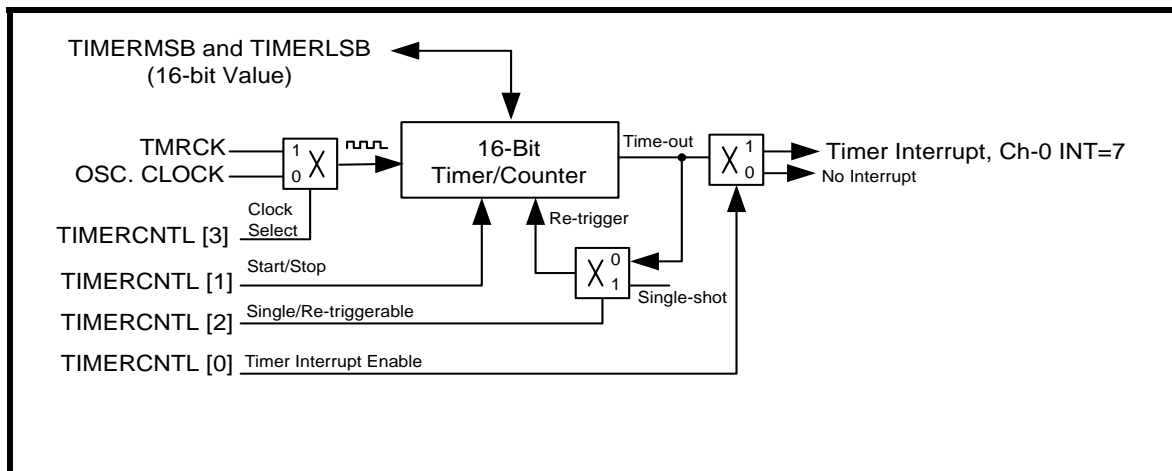 TIMERMSB and TIMERLSB
(16-bit Value)
TMRCK
OSC. CLOCK
1
0
X
16-Bit
Timer/Counter
Time-out
X
1
0
Timer Interrupt, Ch-0 INT=7
No Interrupt
Clock
Select
TIMERCNTL [3]
Re-trigger
TIMERCNTL [1]
Start/Stop
X
0
1
Single-shot
TIMERCNTL [2]
Single/Re-triggerable
TIMERCNTL [0]
Timer Interrupt Enable